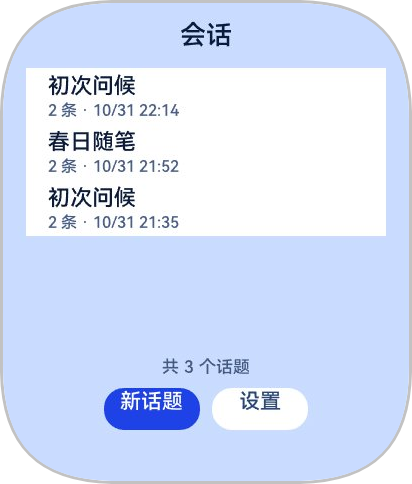 会话
初次问候
2 条 · 10/31 22:14
春日随笔
2 条 · 10/31 21:52
初次问候
2 条 · 10/31 21:35
共 3 个话题
新话题
设置